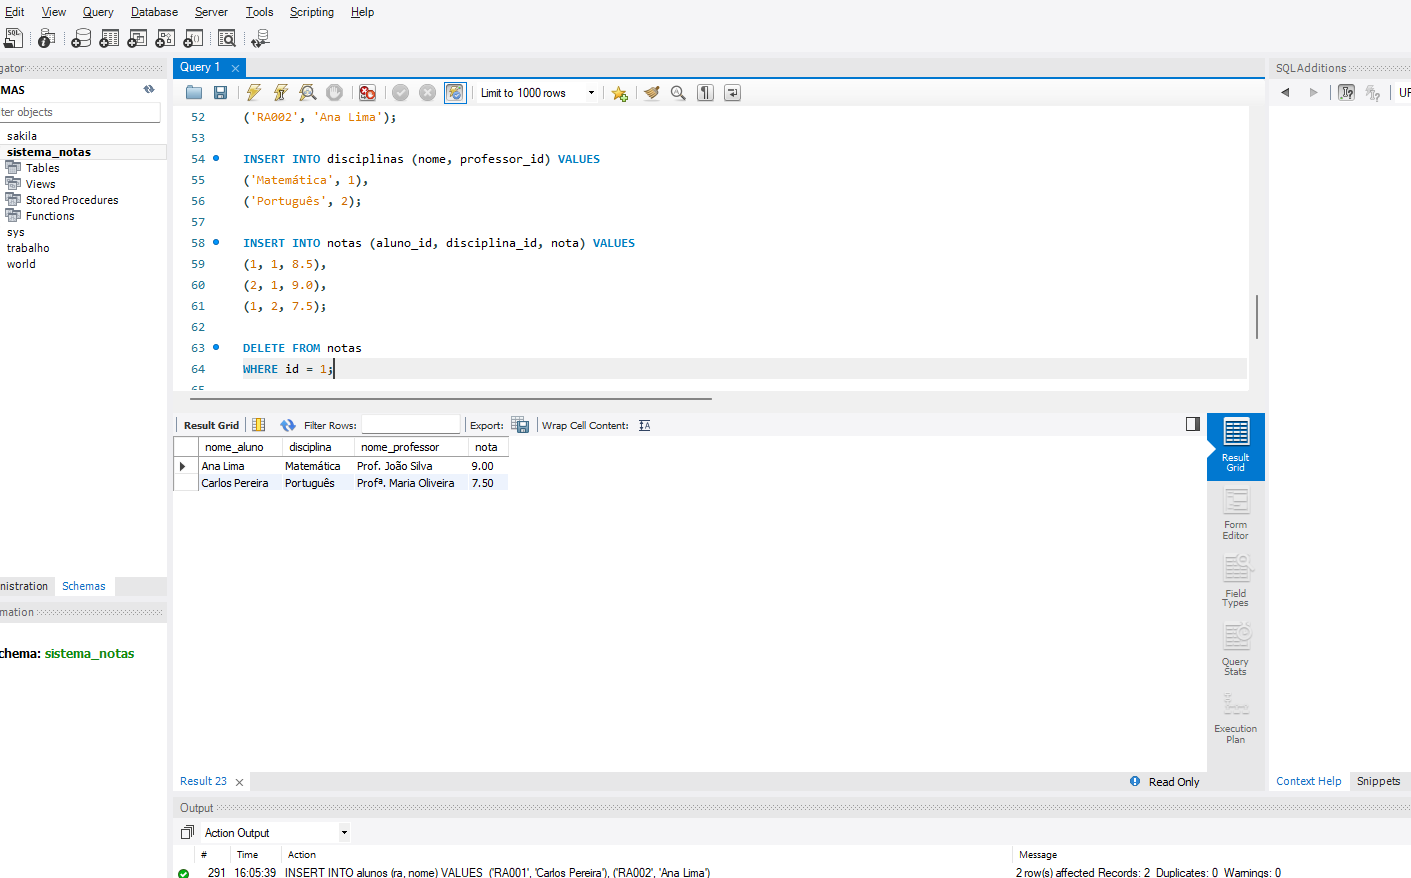 Edit View Query Database Server Tools Scripting Help
gator
MAS
ter objects
sakila
sistema_notas
Tables
Views
Stored Procedures
Functions
sys
trabalho
world
nistration Schemas
mation
chema: sistema_notas
Query 1
Limit to 1000 rows
52 ('RA002', 'Ana Lima');
53
54 INSERT INTO disciplinas (nome, professor_id) VALUES
55 ('Matemática', 1),
56 ('Português', 2);
57
58 INSERT INTO notas (aluno_id, disciplina_id, nota) VALUES
59 (1, 1, 8.5),
60 (2, 1, 9.0),
61 (1, 2, 7.5);
62
63 DELETE FROM notas
64 WHERE id = 1;
65
Result Grid Filter Rows: Export: Wrap Cell Content:
nome_aluno disciplina nome_professor nota
Ana Lima Matemática Prof. João Silva 9.00
Carlos Pereira Português Profª. Maria Oliveira 7.50
Result Grid
Form Editor
Field Types
Query Stats
Execution Plan
Result 23
Read Only
SQLAdditions
Context Help Snippets
Output
Action Output
# Time Action Message
291 16:05:39 INSERT INTO alunos (ra, nome) VALUES ('RA001', 'Carlos Pereira'), ('RA002', 'Ana Lima') 2 row(s) affected Records: 2 Duplicates: 0 Warnings: 0